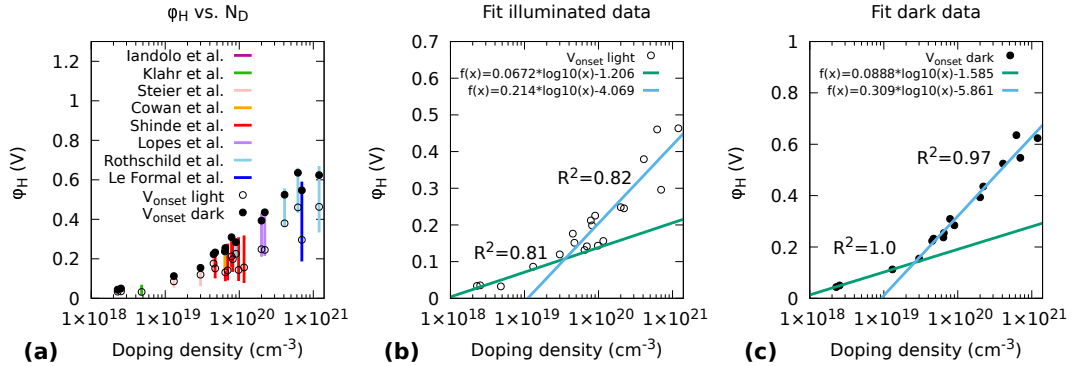 φH vs. ND
φH (V)
1.2
1
0.8
0.6
0.4
0.2
0
Iandolo et al.
Klahr et al.
Steier et al.
Cowan et al.
Shinde et al.
Lopes et al.
Rothschild et al.
Le Formal et al.
Vonset light
Vonset dark
1×10^18 1×10^19 1×10^20 1×10^21
(a) Doping density (cm^-3)
Fit illuminated data
φH (V)
0.7
0.6
0.5
0.4
0.3
0.2
0.1
0
Vonset light
f(x)=0.0672*log10(x)-1.206
f(x)=0.214*log10(x)-4.069
R^2=0.82
R^2=0.81
1×10^18 1×10^19 1×10^20 1×10^21
(b) Doping density (cm^-3)
Fit dark data
φH (V)
1
0.8
0.6
0.4
0.2
0
Vonset dark
f(x)=0.0888*log10(x)-1.585
f(x)=0.309*log10(x)-5.861
R^2=0.97
R^2=1.0
1×10^18 1×10^19 1×10^20 1×10^21
(c) Doping density (cm^-3)